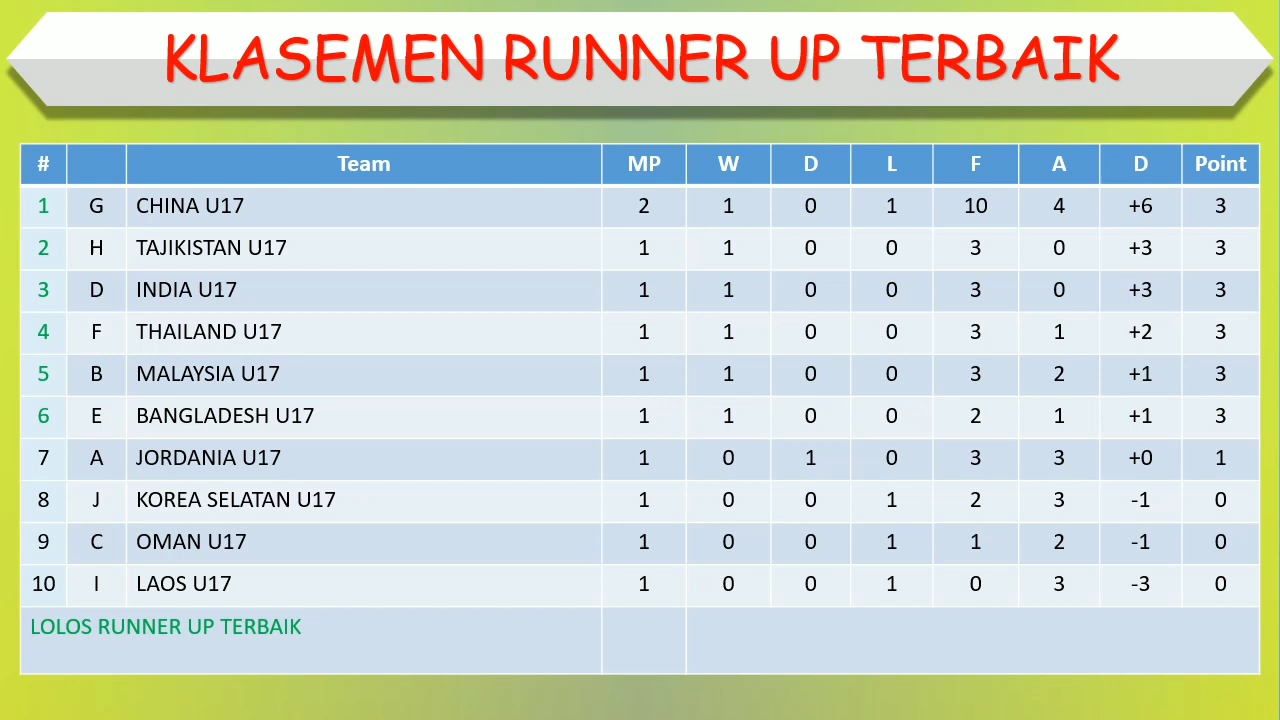 KLASEMEN RUNNER UP TERBAIK
# Team MP W D L F A D Point
1 G CHINA U17 2 1 0 1 10 4 +6 3
2 H TAJIKISTAN U17 1 1 0 0 3 0 +3 3
3 D INDIA U17 1 1 0 0 3 0 +3 3
4 F THAILAND U17 1 1 0 0 3 1 +2 3
5 B MALAYSIA U17 1 1 0 0 3 2 +1 3
6 E BANGLADESH U17 1 1 0 0 2 1 +1 3
7 A JORDANIA U17 1 0 1 0 3 3 +0 1
8 J KOREA SELATAN U17 1 0 0 1 2 3 -1 0
9 C OMAN U17 1 0 0 1 1 2 -1 0
10 I LAOS U17 1 0 0 1 0 3 -3 0
LOLOS RUNNER UP TERBAIK